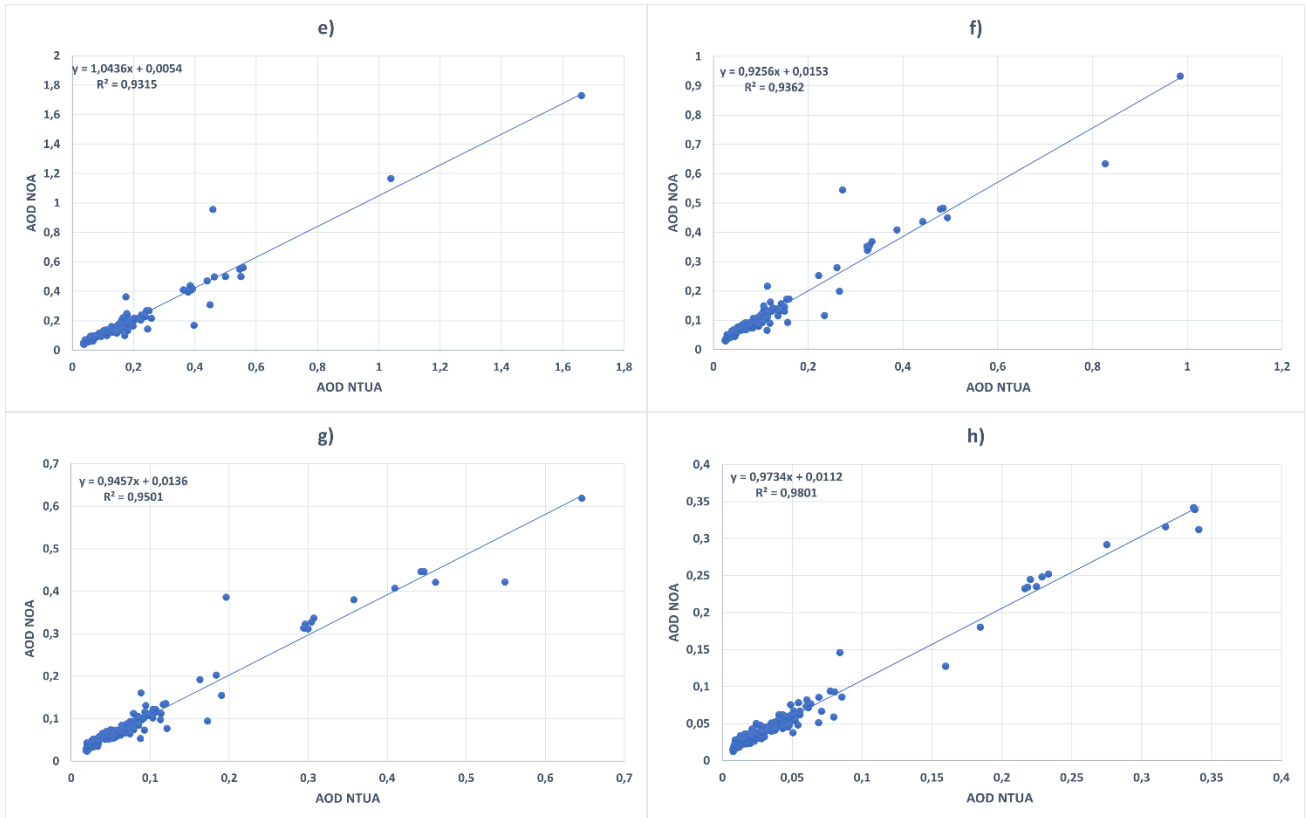 e)
y = 1,0436x + 0,0054
R² = 0,9315
2
1,8
1,6
1,4
1,2
1
0,8
0,6
0,4
0,2
0
AOD NOA
0 0,2 0,4 0,6 0,8 1 1,2 1,4 1,6 1,8
AOD NTUA
f)
y = 0,9256x + 0,0153
R² = 0,9362
1
0,9
0,8
0,7
0,6
0,5
0,4
0,3
0,2
0,1
0
AOD NOA
0 0,2 0,4 0,6 0,8 1 1,2
AOD NTUA
g)
y = 0,9457x + 0,0136
R² = 0,9501
0,7
0,6
0,5
0,4
0,3
0,2
0,1
0
AOD NOA
0 0,1 0,2 0,3 0,4 0,5 0,6 0,7
AOD NTUA
h)
y = 0,9734x + 0,0112
R² = 0,9801
0,4
0,35
0,3
0,25
0,2
0,15
0,1
0,05
0
AOD NOA
0 0,05 0,1 0,15 0,2 0,25 0,3 0,35 0,4
AOD NTUA